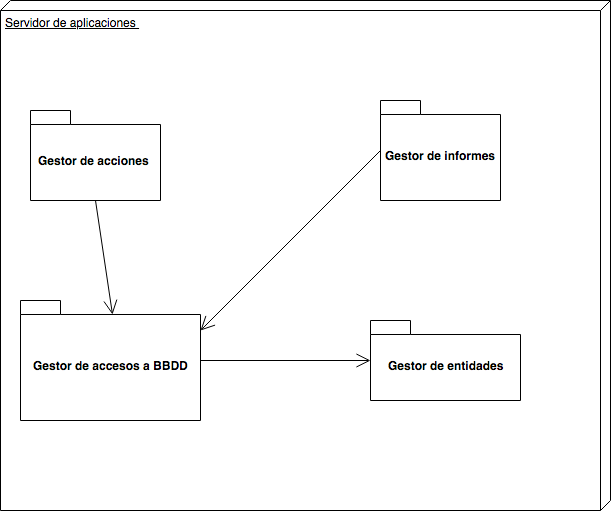 Servidor de aplicaciones
Gestor de acciones
Gestor de informes
Gestor de accesos a BBDD
Gestor de entidades